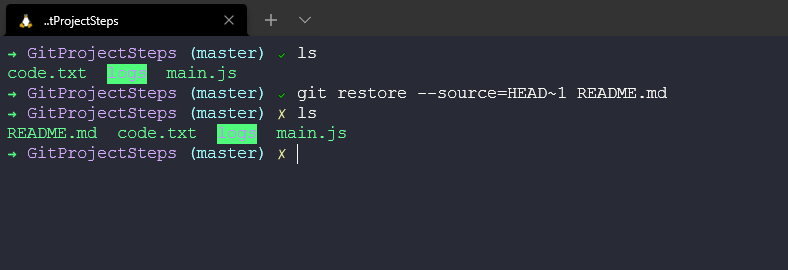 ..tProjectSteps
→ GitProjectSteps (master) ✓ ls
code.txt logs main.js
→ GitProjectSteps (master) ✓ git restore --source=HEAD~1 README.md
→ GitProjectSteps (master) ✗ ls
README.md code.txt logs main.js
→ GitProjectSteps (master) ✗